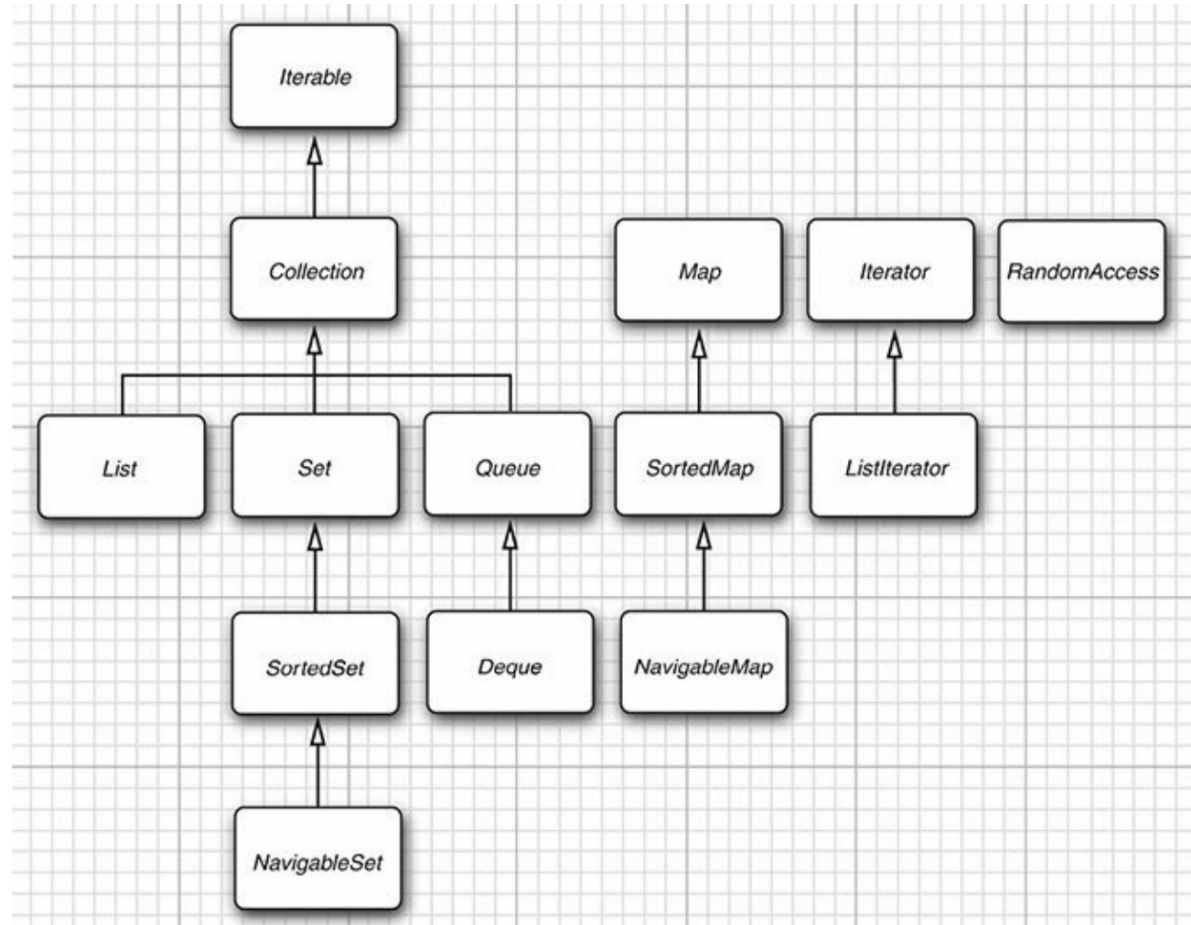 Iterable
Collection
Map
Iterator
RandomAccess
List
Set
Queue
SortedMap
ListIterator
SortedSet
Deque
NavigableMap
NavigableSet